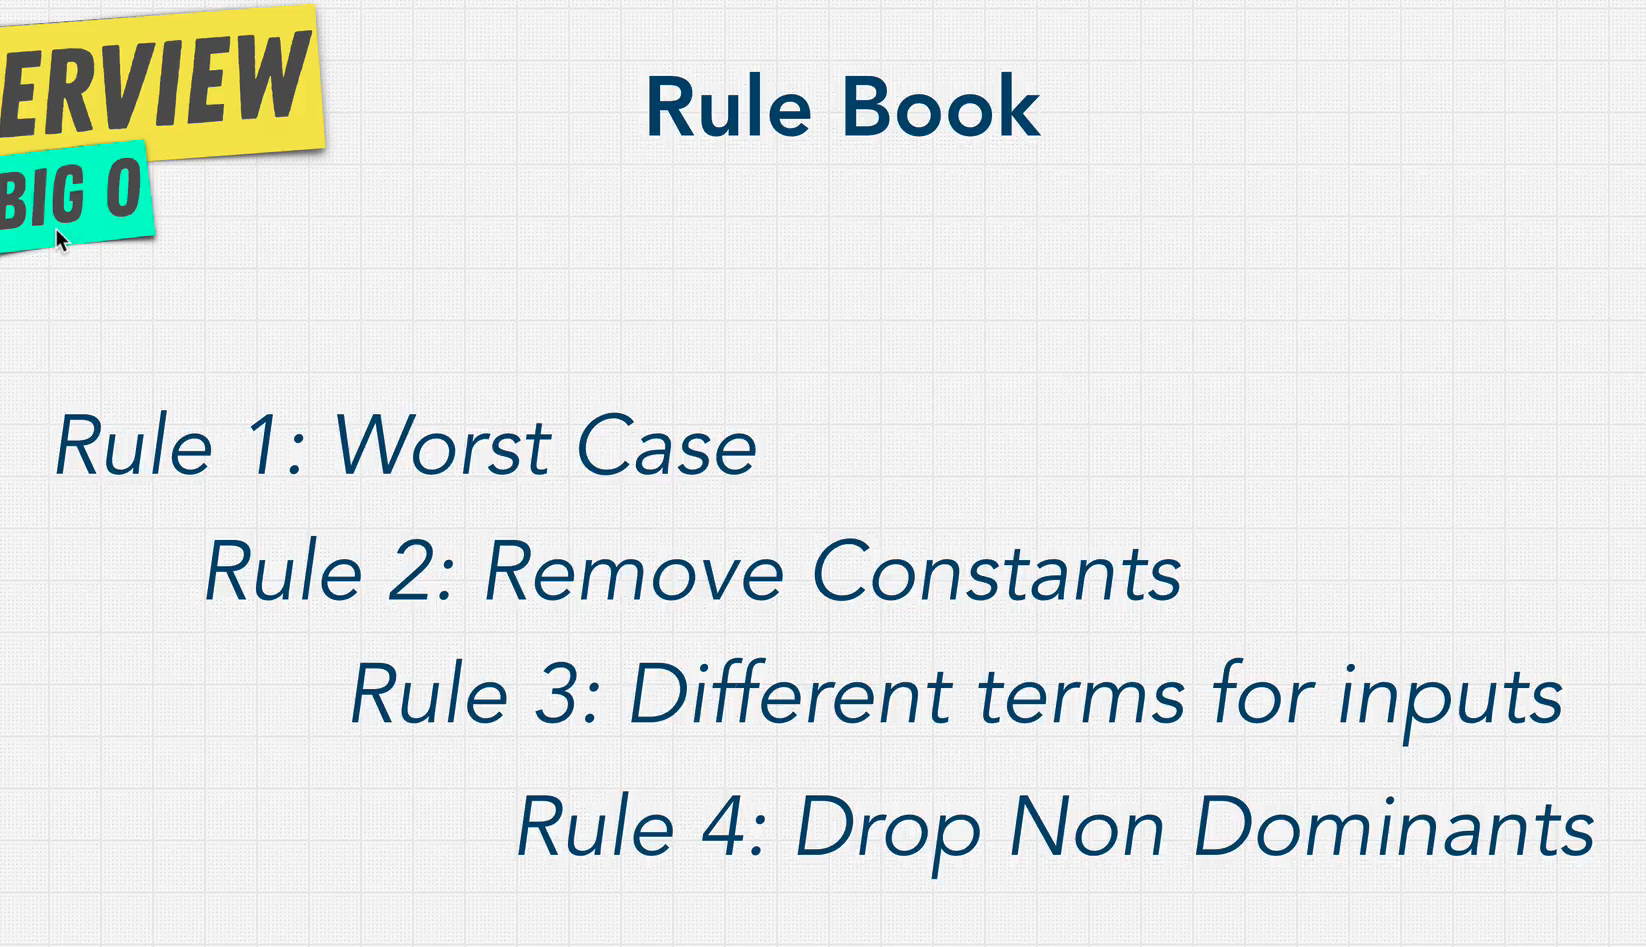 ERVIEW
BIG O
Rule Book
Rule 1: Worst Case
Rule 2: Remove Constants
Rule 3: Different terms for inputs
Rule 4: Drop Non Dominants